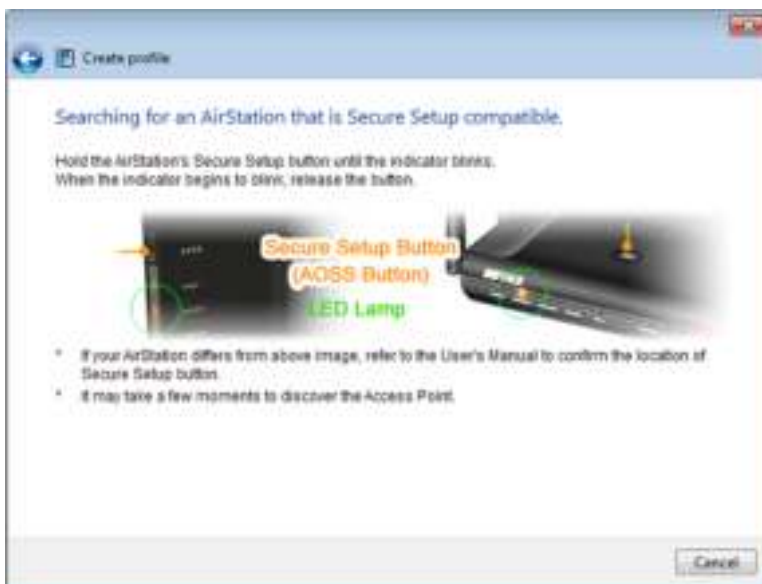 Create profile
Searching for an AirStation that is Secure Setup compatible.
Hold the AirStation's Secure Setup button until the indicator blinks.
When the indicator begins to blink, release the button.
Secure Setup Button
(AOSS Button)
LED Lamp
* If your AirStation differs from above image, refer to the User's Manual to confirm the location of
Secure Setup button.
* It may take a few moments to discover the Access Point.
Cancel